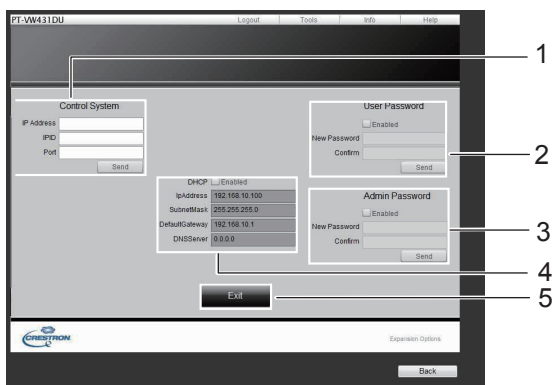 PT-VW431DU Logout Tools Info Help
1
Control System
IP Address
IPID
Port
Send
User Password
Enabled
New Password
Confirm
Send
2
DHCP Enabled
IpAddress 192.168.10.100
SubnetMask 255.255.255.0
DefaultGateway 192.168.10.1
DNSServer 0.0.0.0
Admin Password
Enabled
New Password
Confirm
Send
3
4
Exit
5
CRESTRON
Expansion Options
Back